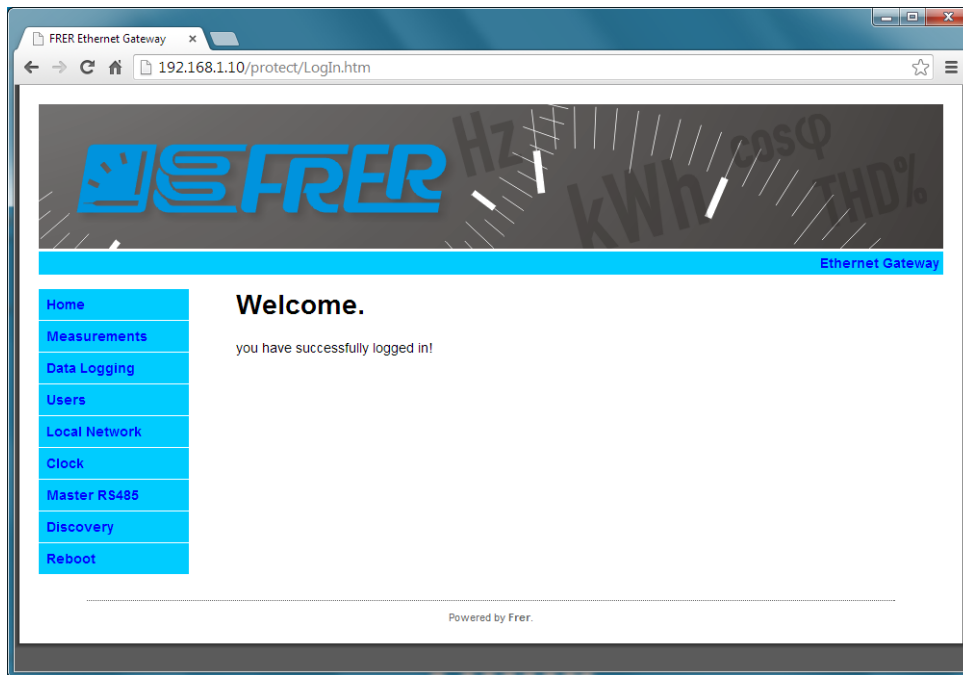 FRER Ethernet Gateway
192.168.1.10/protect/LogIn.htm
FRER
Hz
kWh
cosφ
THD%
Ethernet Gateway
Home
Measurements
Data Logging
Users
Local Network
Clock
Master RS485
Discovery
Reboot
Welcome.
you have successfully logged in!
Powered by Frer.